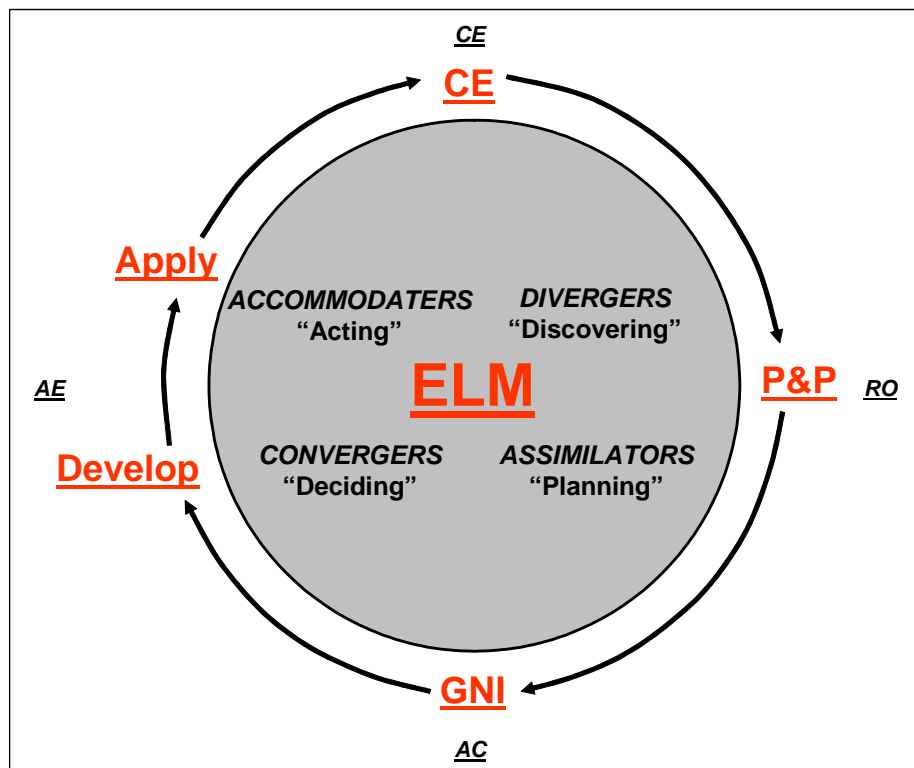 CE
CE
Apply
ACCOMMODATERS
“Acting”
DIVERGERS
“Discovering”
ELM
P&P
AE
RO
Develop
CONVERGERS
“Deciding”
ASSIMILATORS
“Planning”
GNI
AC